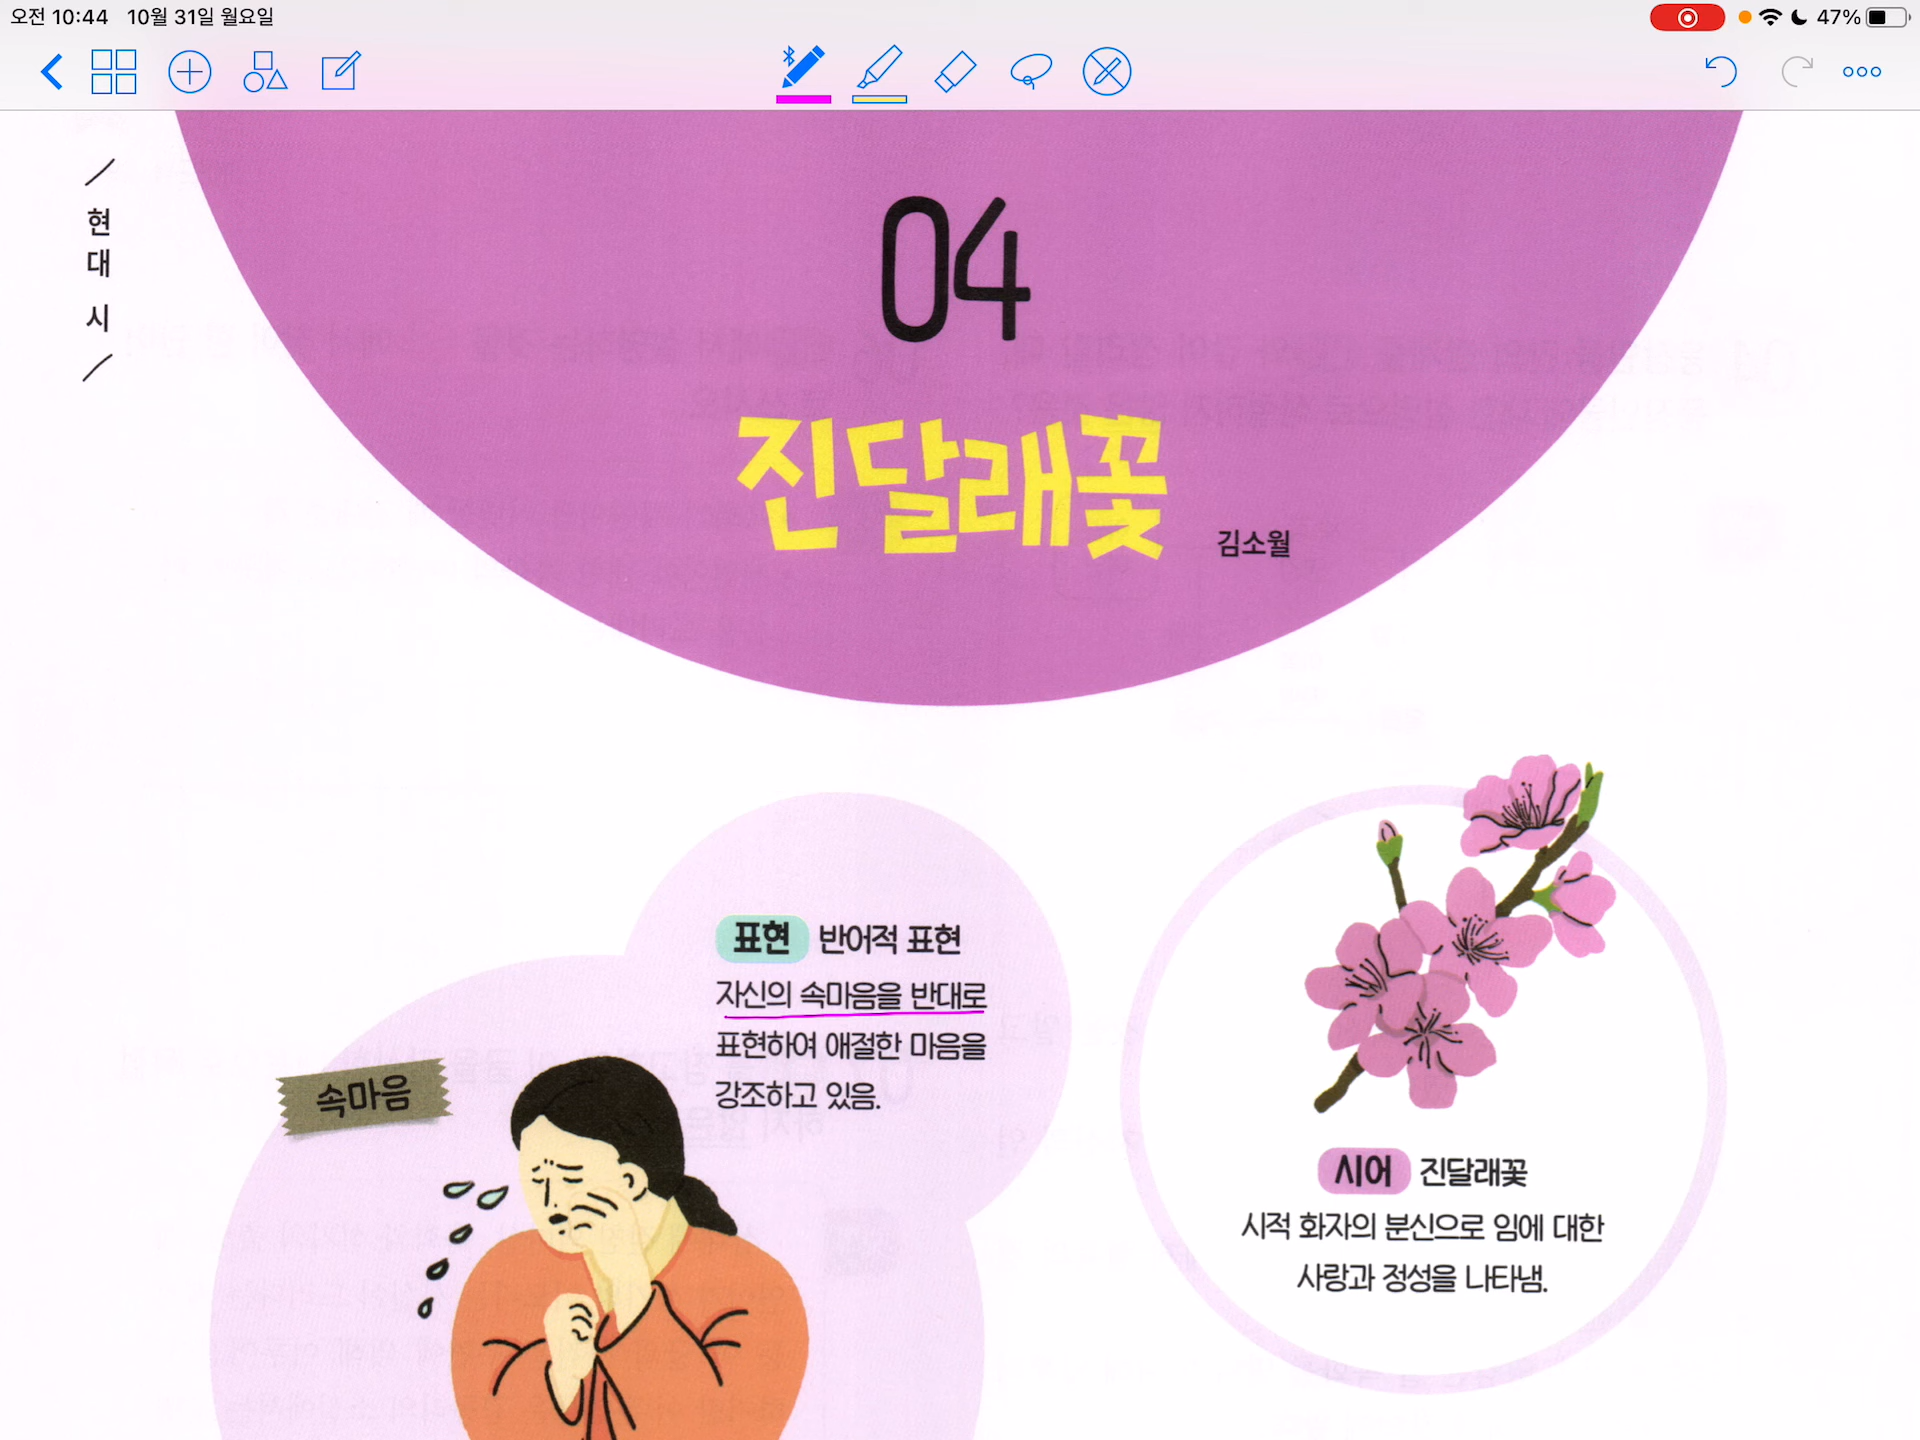 오전 10:44 10월 31일 월요일
47%
현대 시
04
진달래꽃
김소월
표현 반어적 표현
자신의 속마음을 반대로
표현하여 애절한 마음을
강조하고 있음.
속마음
시어 진달래꽃
시적 화자의 분신으로 임에 대한
사랑과 정성을 나타냄.